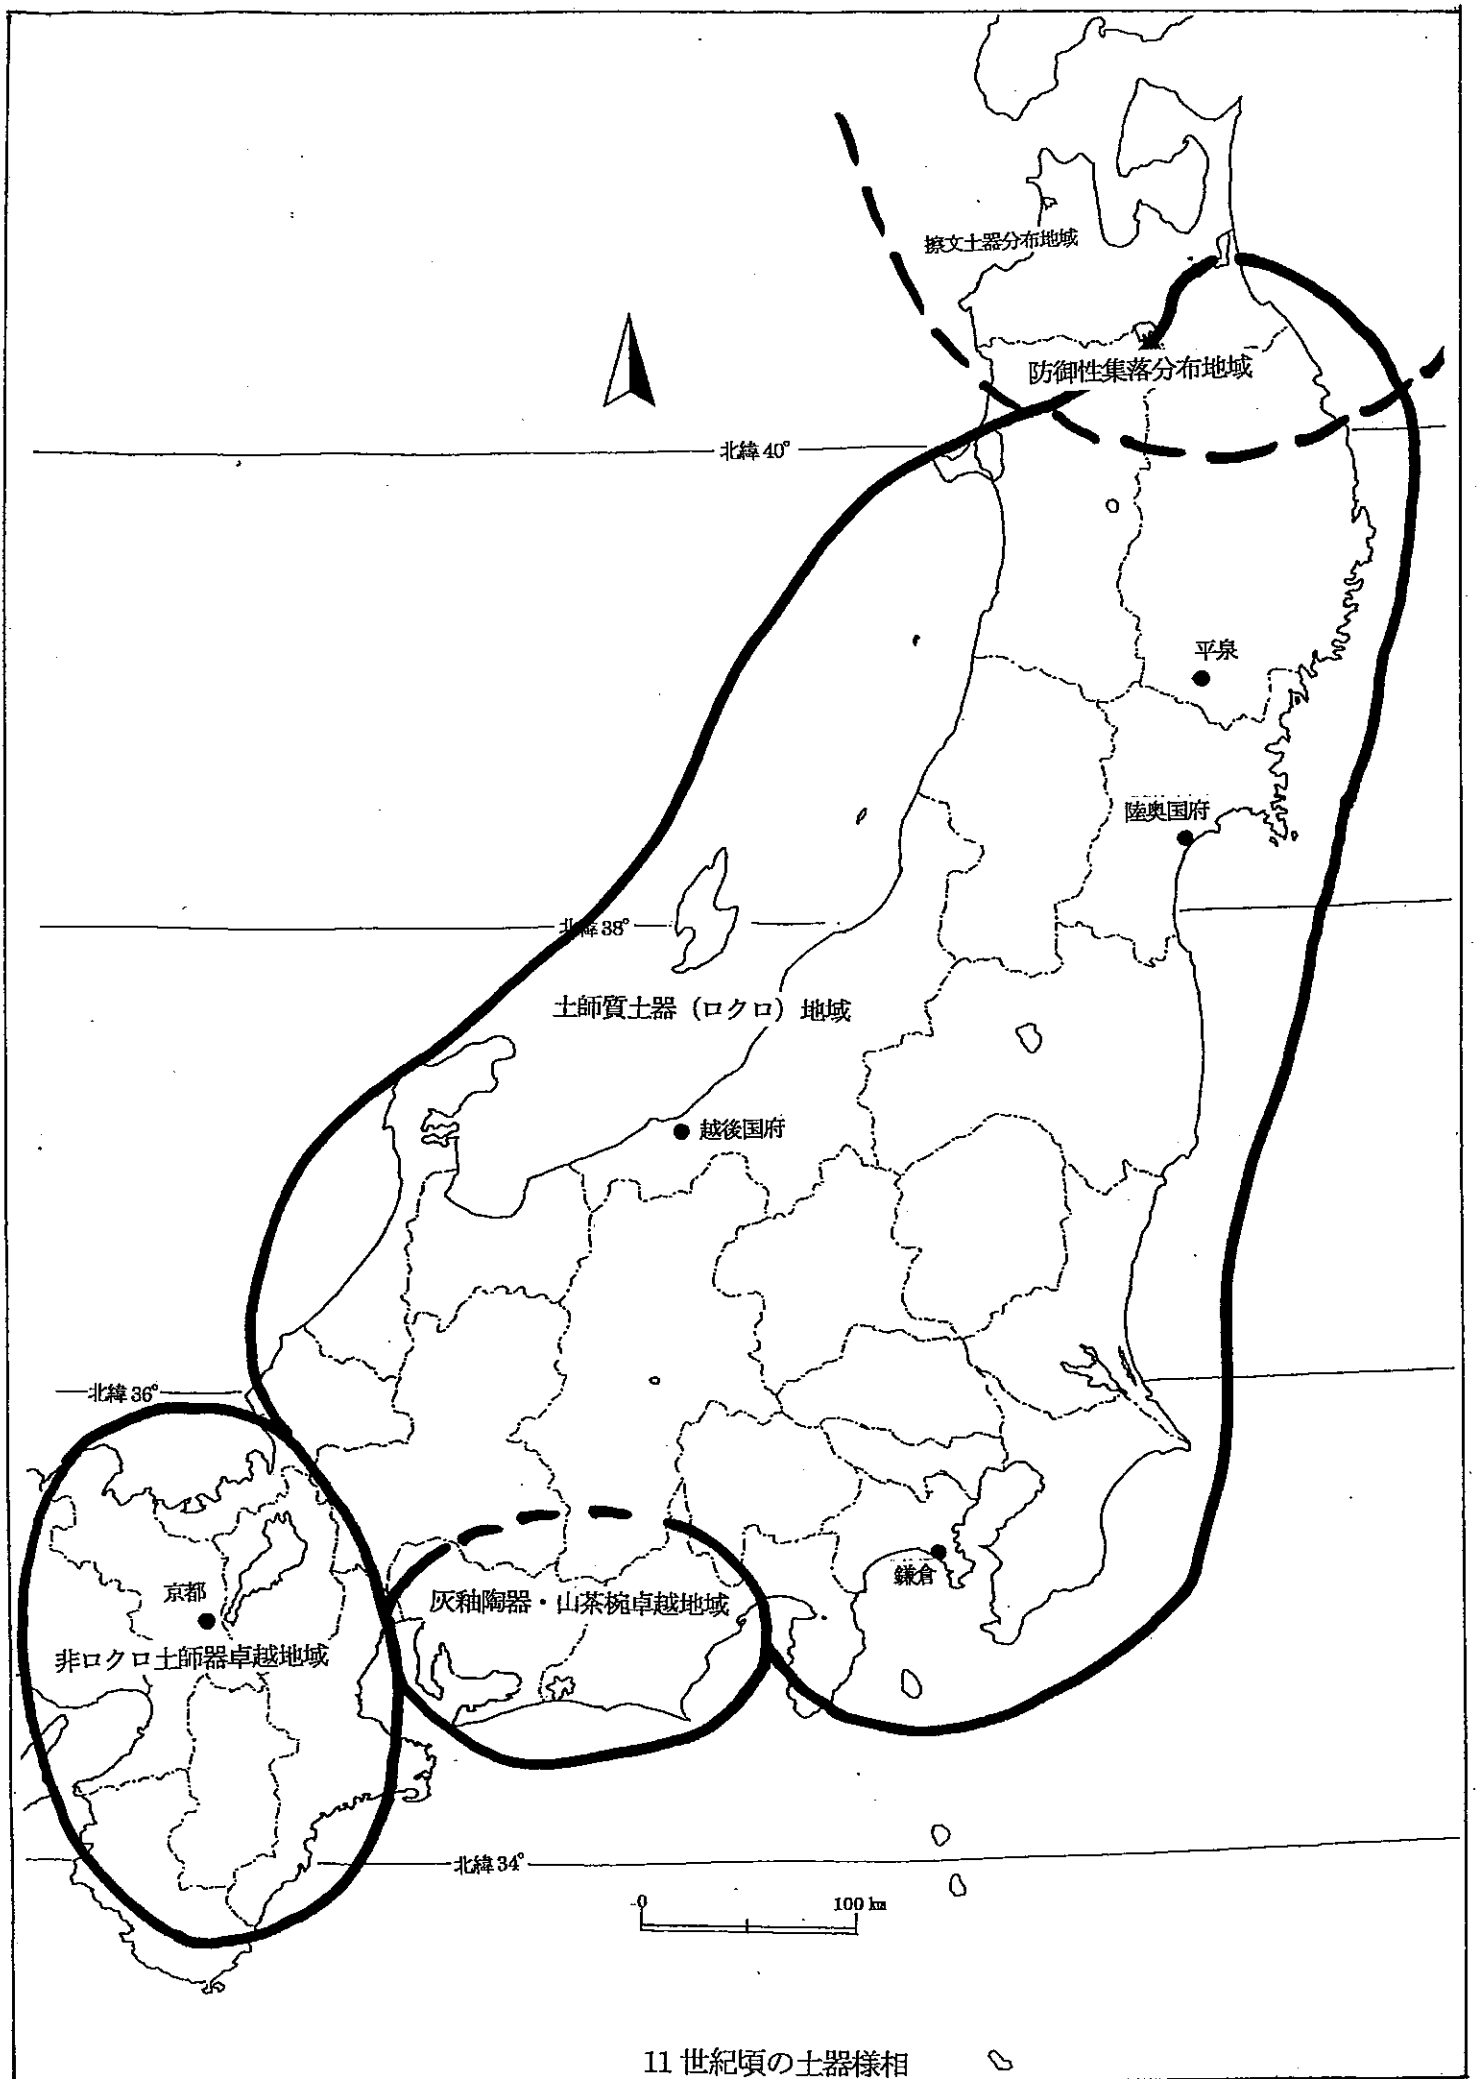 擦文土器分布地域
防御性集落分布地域
北緯40°
平泉
陸奥国府
北緯38°
土師質土器（ロクロ）地域
越後国府
北緯36°
京都
灰釉陶器・山茶椀卓越地域
鎌倉
非ロクロ土師器卓越地域
北緯34°
0 100 km
11世紀頃の土器様相